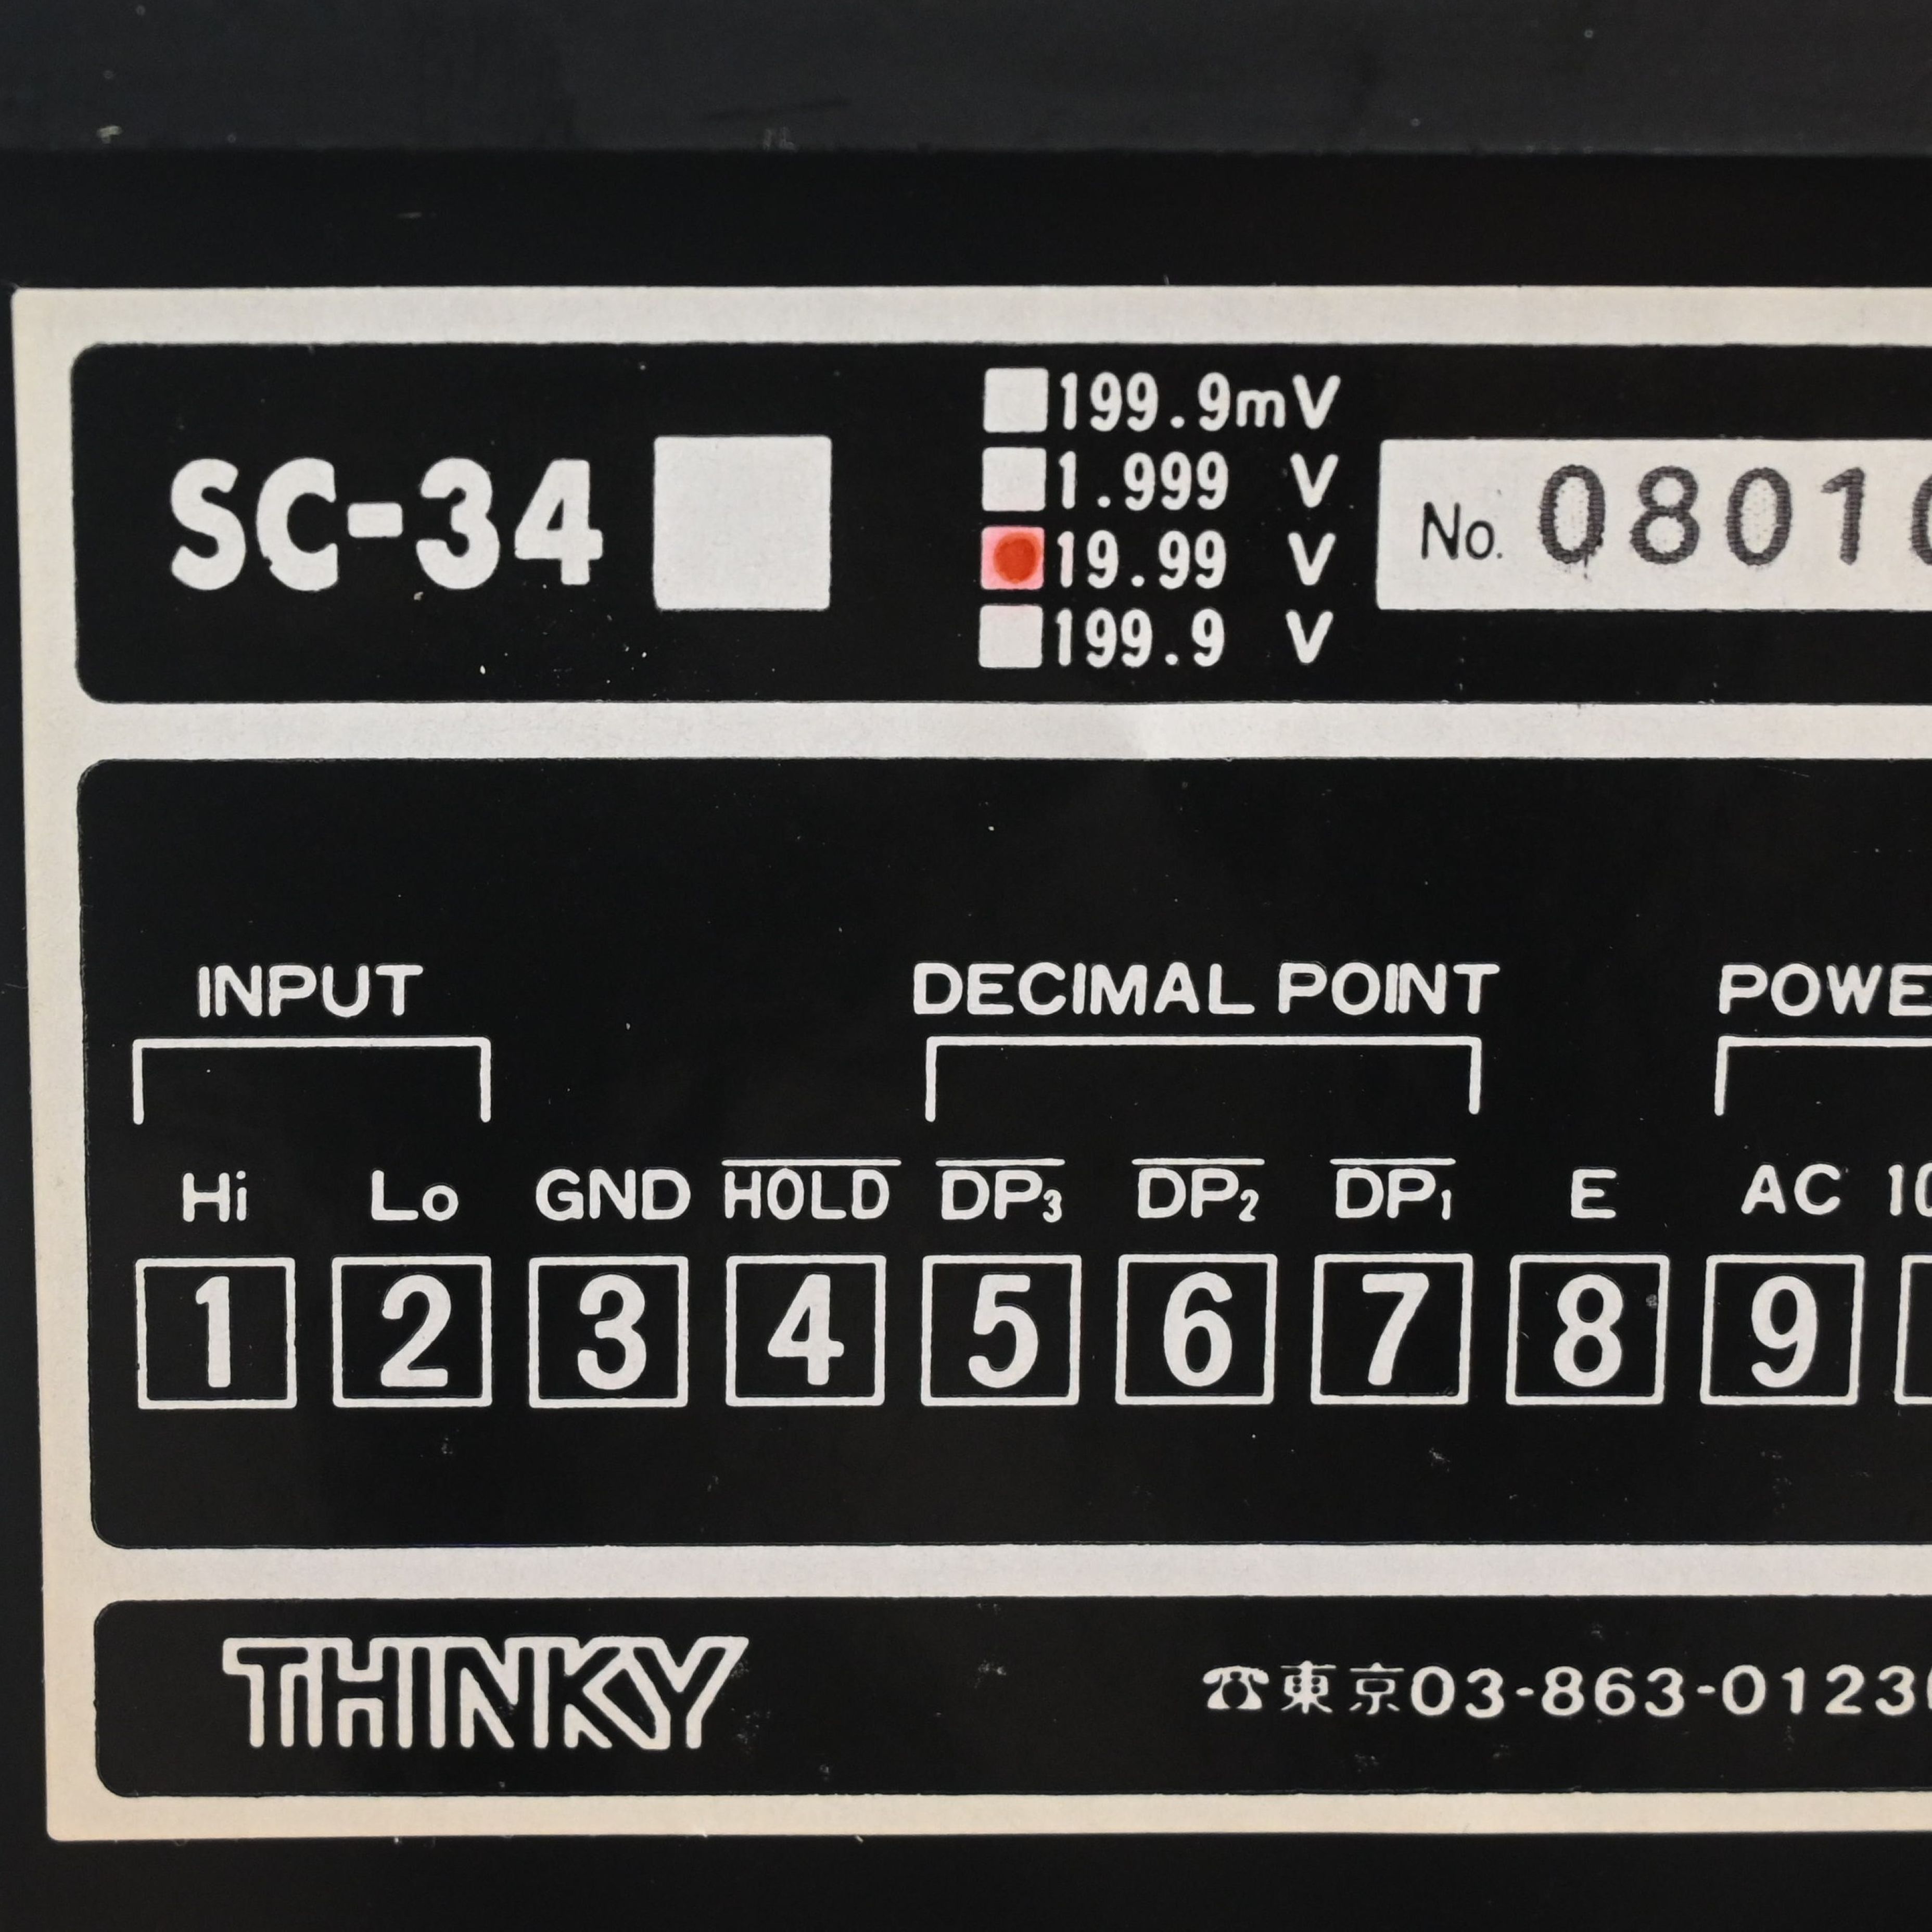 SC-34
199.9mV
1.999 V
19.99 V
199.9 V
No. 0801
INPUT DECIMAL POINT POWE
Hi Lo GND HOLD DP₃ DP₂ DP₁ E AC 10
1 2 3 4 5 6 7 8 9
THINKY
☎東京03-863-0123